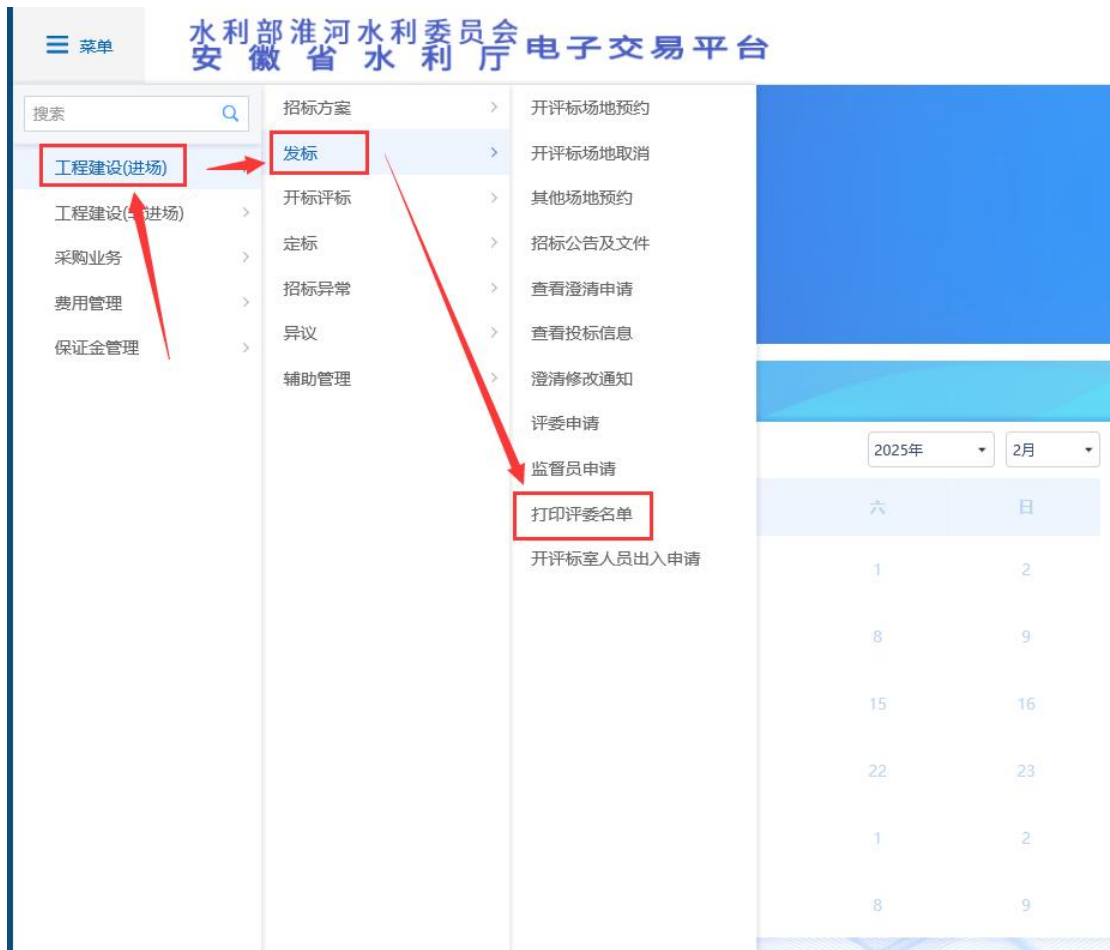 菜单
水利部淮河水利委员会
安徽省水利厅
电子交易平台
搜索
工程建设(进场)
工程建设(进场)
采购业务
费用管理
保证金管理
招标方案
发标
开标评标
定标
招标异常
异议
辅助管理
开评标场地预约
开评标场地取消
其他场地预约
招标公告及文件
查看澄清申请
查看投标信息
澄清修改通知
评委申请
监督员申请
打印评委名单
开评标室人员出入申请
2025年 2月
六 日
1 2
8 9
15 16
22 23
1 2
8 9